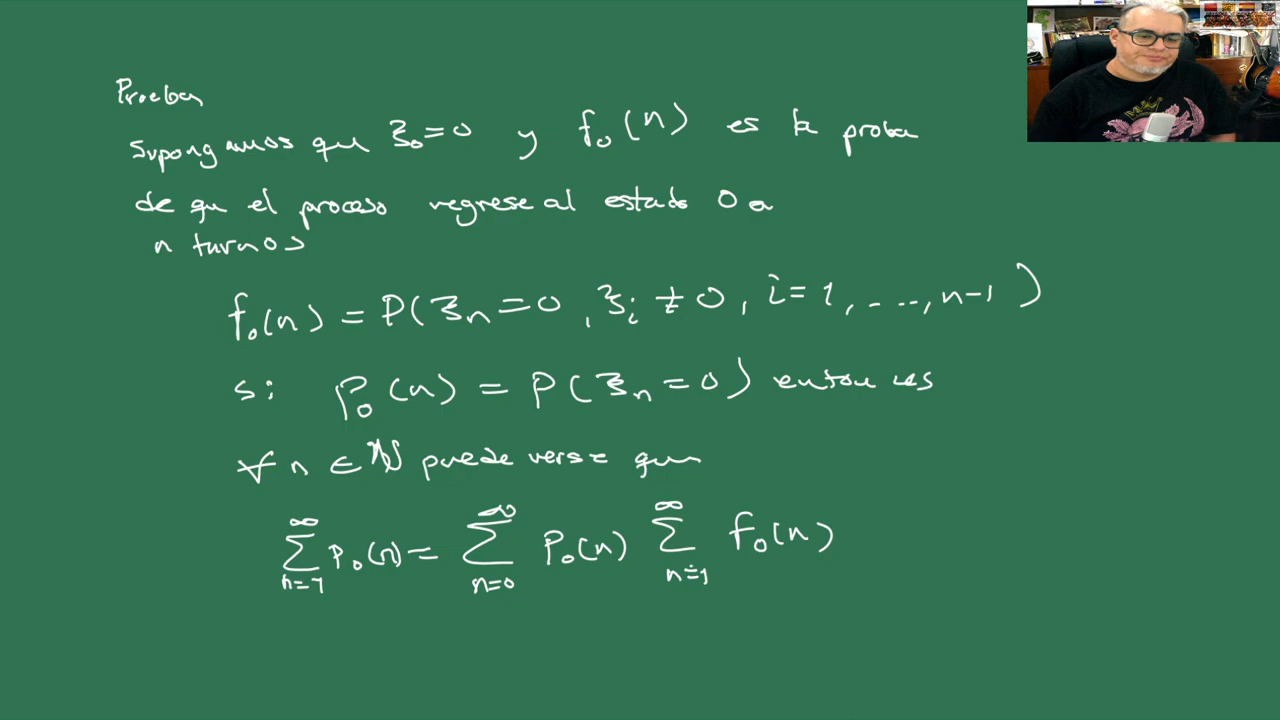 Prueba
Supongamos que ξ₀=0 y f₀(n) es la proba
de qu el proceso regrese al estado 0 a
n turnos
f₀(n) = P(ξₙ=0, ξᵢ ≠ 0, i=1, ..., n-1)
si P₀(n) = P(ξₙ=0) entonces
∀ n ∈ ℕ puede verse que
∑_{n=1}^{∞} P₀(n) = ∑_{n=0}^{∞} P₀(n) ∑_{n=1}^{∞} f₀(n)